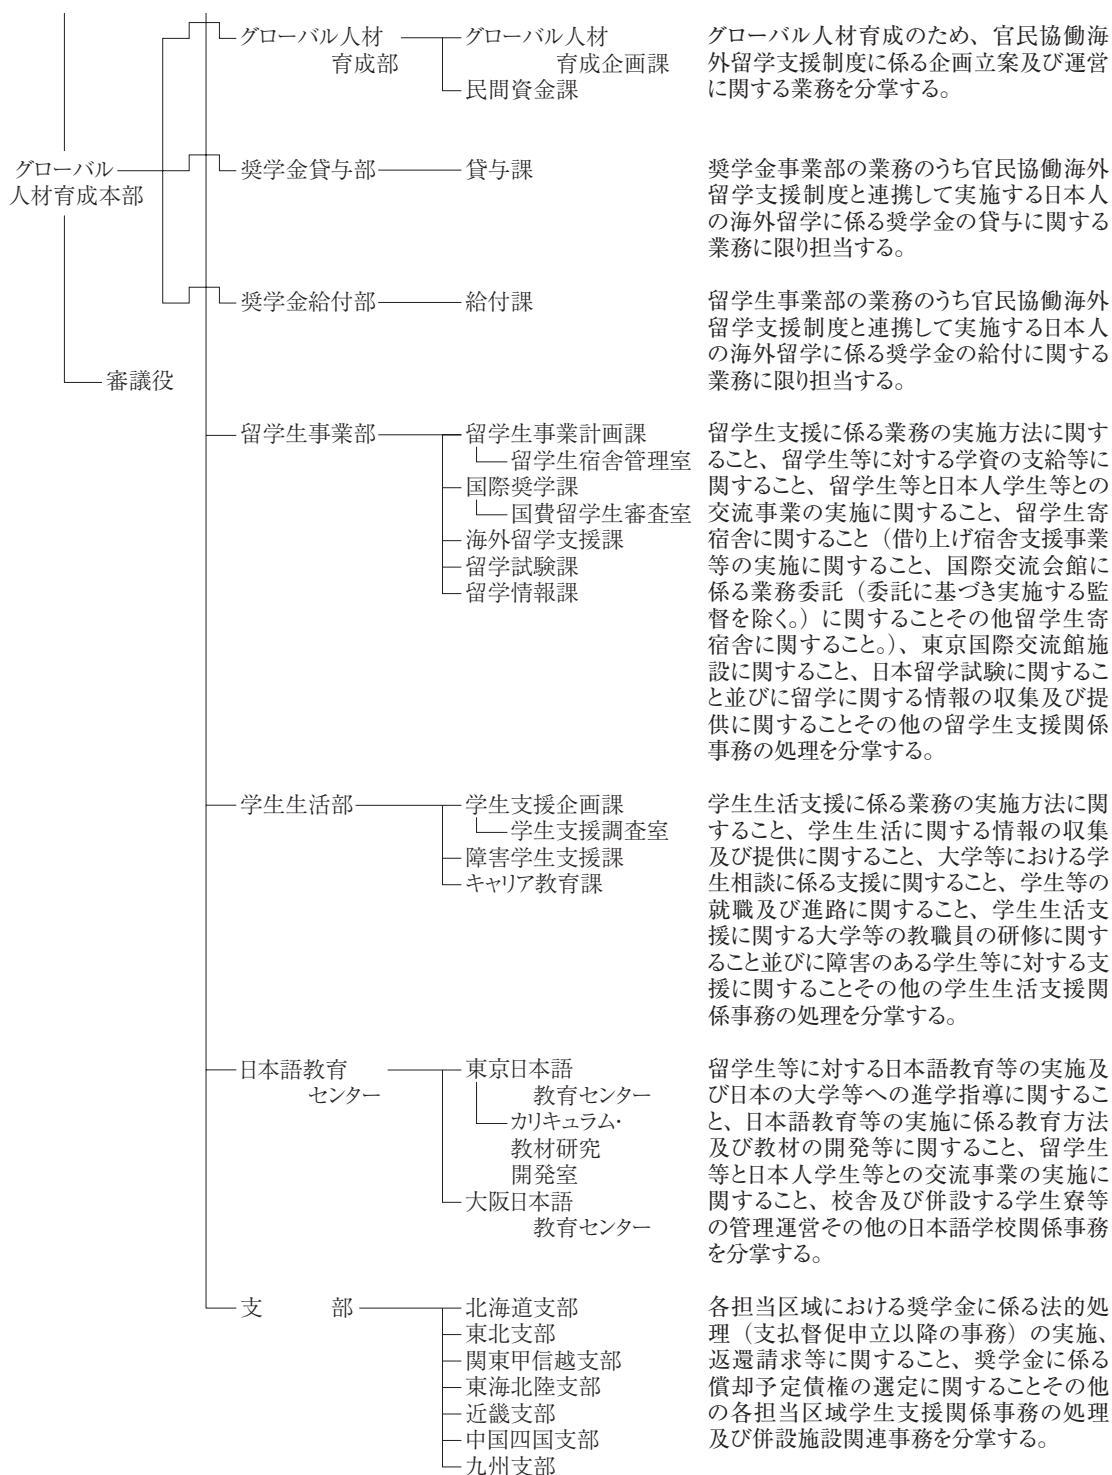 グローバル人材
育成部
グローバル人材
育成企画課
民間資金課
グローバル人材育成のため、官民協働海
外留学支援制度に係る企画立案及び運営
に関する業務を分掌する。
グローバル
人材育成本部
奨学金貸与部
貸与課
奨学金事業部の業務のうち官民協働海外
留学支援制度と連携して実施する日本人
の海外留学に係る奨学金の貸与に関する
業務に限り担当する。
奨学金給付部
給付課
留学生事業部の業務のうち官民協働海外
留学支援制度と連携して実施する日本人
の海外留学に係る奨学金の給付に関する
業務に限り担当する。
審議役
留学生事業部
留学生事業計画課
留学生宿舎管理室
国際奨学課
国費留学生審査室
海外留学支援課
留学試験課
留学情報課
留学生支援に係る業務の実施方法に関す
ること、留学生等に対する学資の支給等に
関すること、留学生等と日本人学生等との
交流事業の実施に関すること、留学生寄
宿舎に関すること（借り上げ宿舎支援事業
等の実施に関すること、国際交流会館に
係る業務委託（委託に基づき実施する監
督を除く。）に関することその他留学生寄
宿舎に関すること。）、東京国際交流館施
設に関すること、日本留学試験に関するこ
と並びに留学に関する情報の収集及び提
供に関することその他の留学生支援関係
事務の処理を分掌する。
学生生活部
学生支援企画課
学生支援調査室
障害学生支援課
キャリア教育課
学生生活支援に係る業務の実施方法に関
すること、学生生活に関する情報の収集
及び提供に関すること、大学等における学
生相談に係る支援に関すること、学生等の
就職及び進路に関すること、学生生活支
援に関する大学等の教職員の研修に関す
ること並びに障害のある学生等に対する支
援に関することその他の学生生活支援関
係事務の処理を分掌する。
日本語教育
センター
東京日本語
教育センター
カリキュラム・
教材研究
開発室
大阪日本語
教育センター
留学生等に対する日本語教育等の実施及
び日本の大学等への進学指導に関するこ
と、日本語教育等の実施に係る教育方法
及び教材の開発等に関すること、留学生
等と日本人学生等との交流事業の実施に
関すること、校舎及び併設する学生寮等
の管理運営その他の日本語学校関係事務
を分掌する。
支　　部
北海道支部
東北支部
関東甲信越支部
東海北陸支部
近畿支部
中国四国支部
九州支部
各担当区域における奨学金に係る法的処
理（支払督促申立以降の事務）の実施、
返還請求等に関すること、奨学金に係る
償却予定債権の選定に関することその他
の各担当区域学生支援関係事務の処理
及び併設施設関連事務を分掌する。